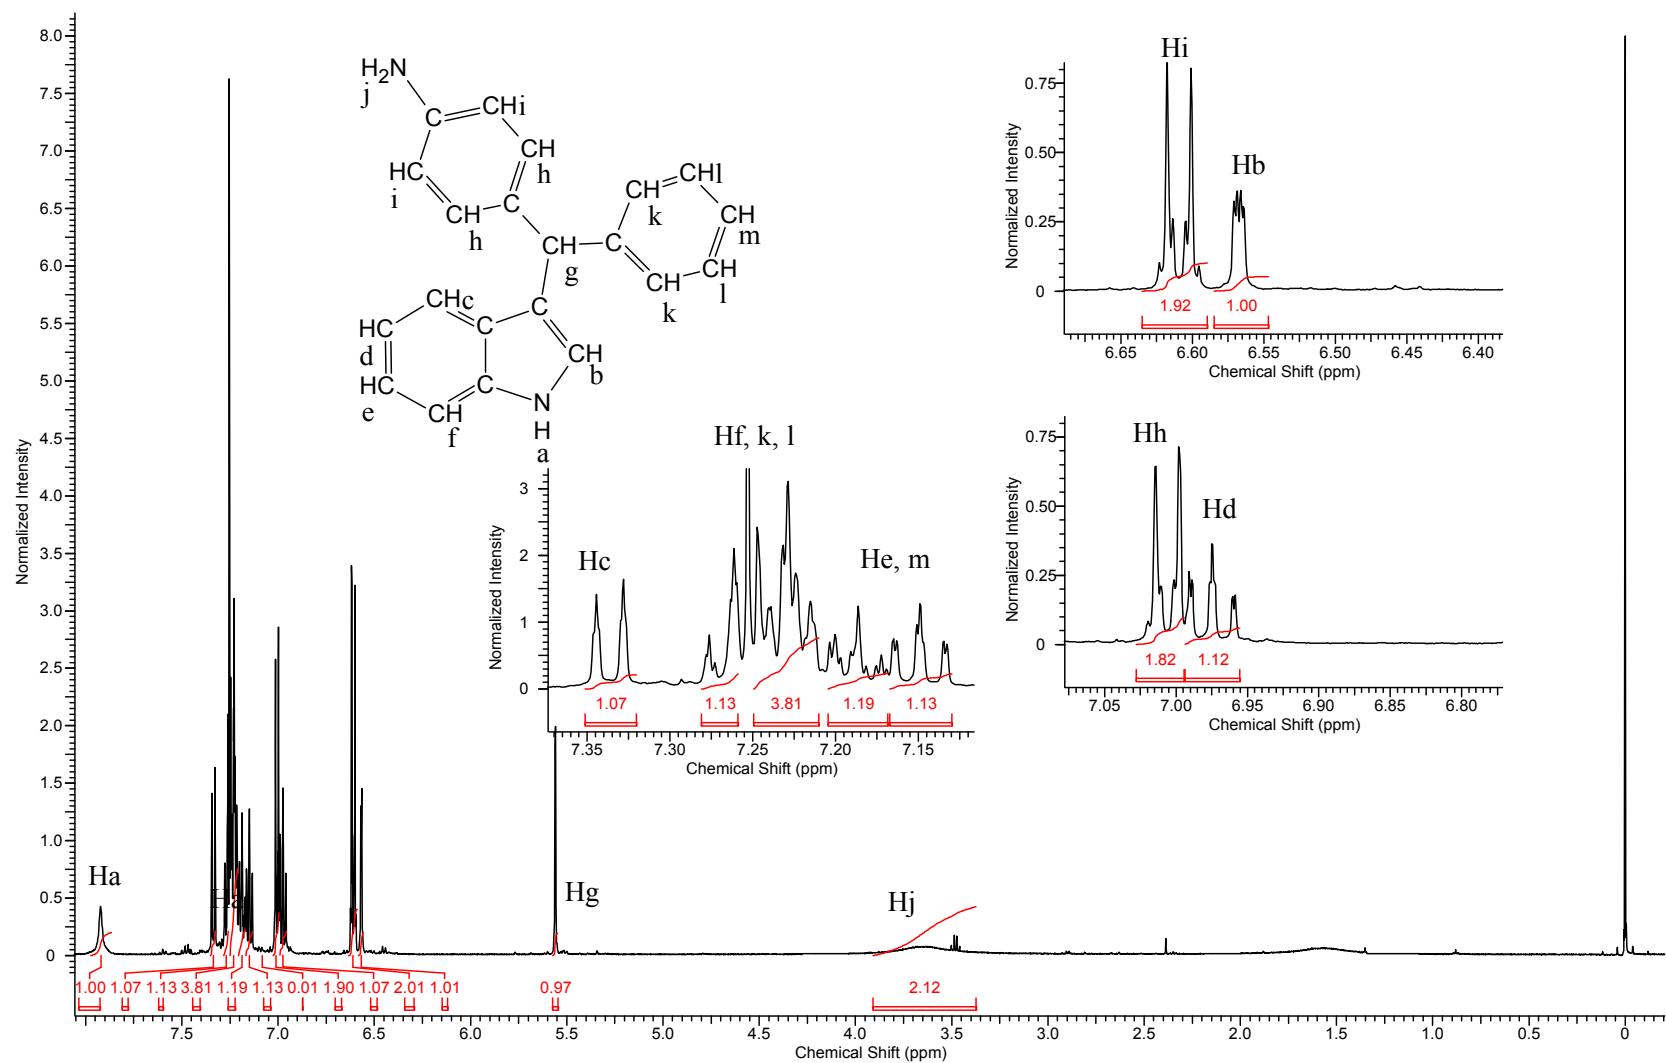 8.0
7.5
7.0
6.5
6.0
5.5
5.0
4.5
4.0
3.5
3.0
2.5
2.0
1.5
1.0
0.5
0
Normalized Intensity
H2N
j
C
CHi
HC
i
CH
h
CH
h
C
CH
g
C
CH
k
CHl
CH
m
CH
l
CH
k
CHc
C
C
HC
d
HC
e
CH
f
C
CH
b
N
H
a
Hi
Hb
0.75
0.50
0.25
0
Normalized Intensity
1.92
1.00
6.65 6.60 6.55 6.50 6.45 6.40
Chemical Shift (ppm)
Hf, k, l
Hc
He, m
3
2
1
0
Normalized Intensity
1.07 1.13 3.81 1.19 1.13
7.35 7.30 7.25 7.20 7.15
Chemical Shift (ppm)
Hh
Hd
0.75
0.50
0.25
0
Normalized Intensity
1.82 1.12
7.05 7.00 6.95 6.90 6.85 6.80
Chemical Shift (ppm)
Ha
Hg
Hj
1.00 1.07 1.13 3.81 1.19 1.13 0.01 1.90 1.07 2.01 1.01 0.97 2.12
7.5 7.0 6.5 6.0 5.5 5.0 4.5 4.0 3.5 3.0 2.5 2.0 1.5 1.0 0.5 0
Chemical Shift (ppm)